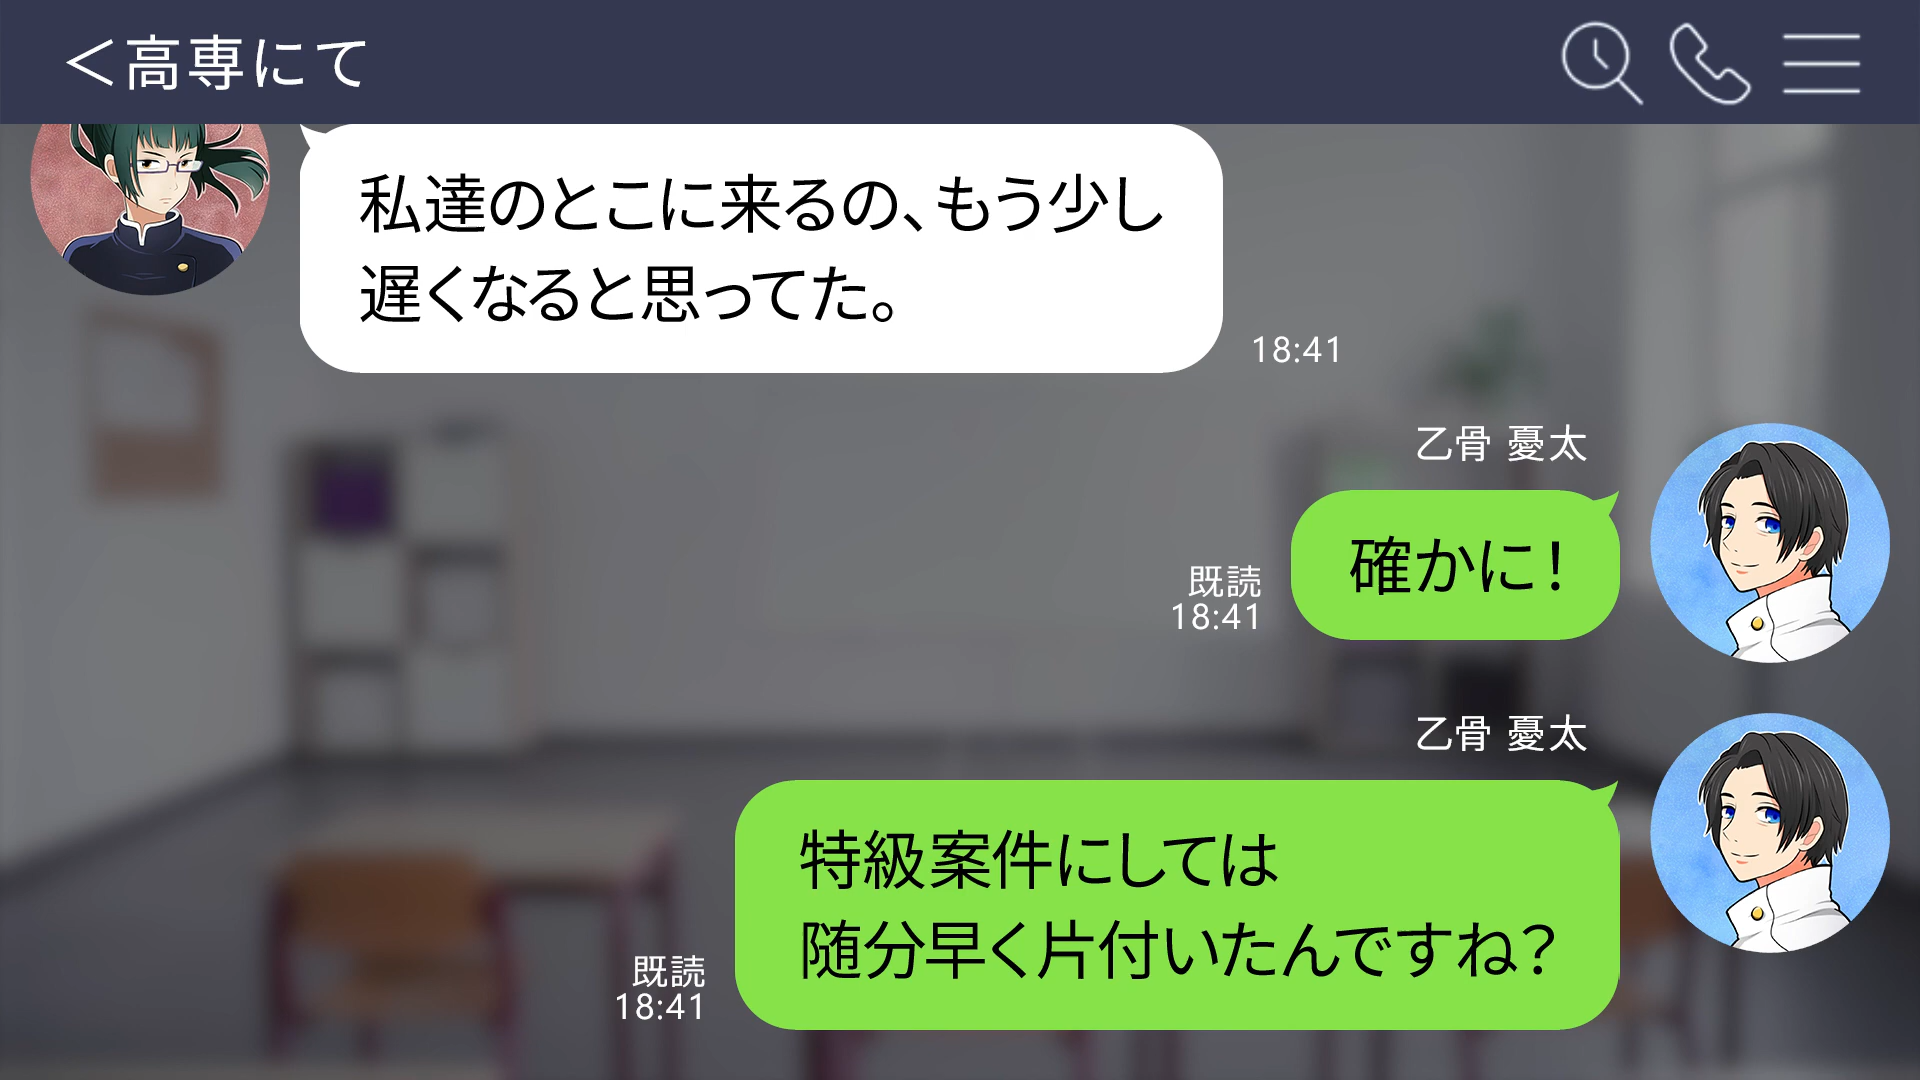 ＜高専にて
私達のとこに来るの、もう少し
遅くなると思ってた。
18:41
乙骨 憂太
確かに！
既読
18:41
乙骨 憂太
特級案件にしては
随分早く片付いたんですね？
既読
18:41